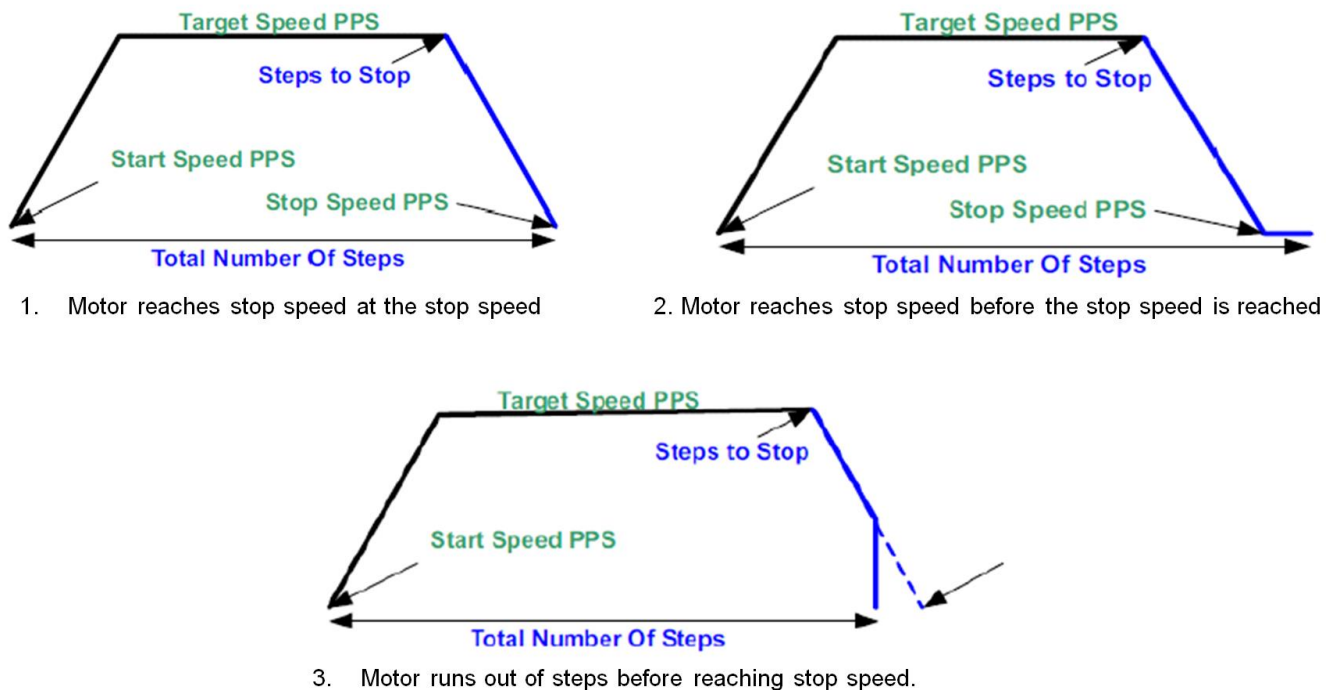 Target Speed PPS
Steps to Stop
Start Speed PPS
Stop Speed PPS
Total Number Of Steps
1. Motor reaches stop speed at the stop speed
Target Speed PPS
Steps to Stop
Start Speed PPS
Stop Speed PPS
Total Number Of Steps
2. Motor reaches stop speed before the stop speed is reached
Target Speed PPS
Steps to Stop
Start Speed PPS
Total Number Of Steps
3. Motor runs out of steps before reaching stop speed.